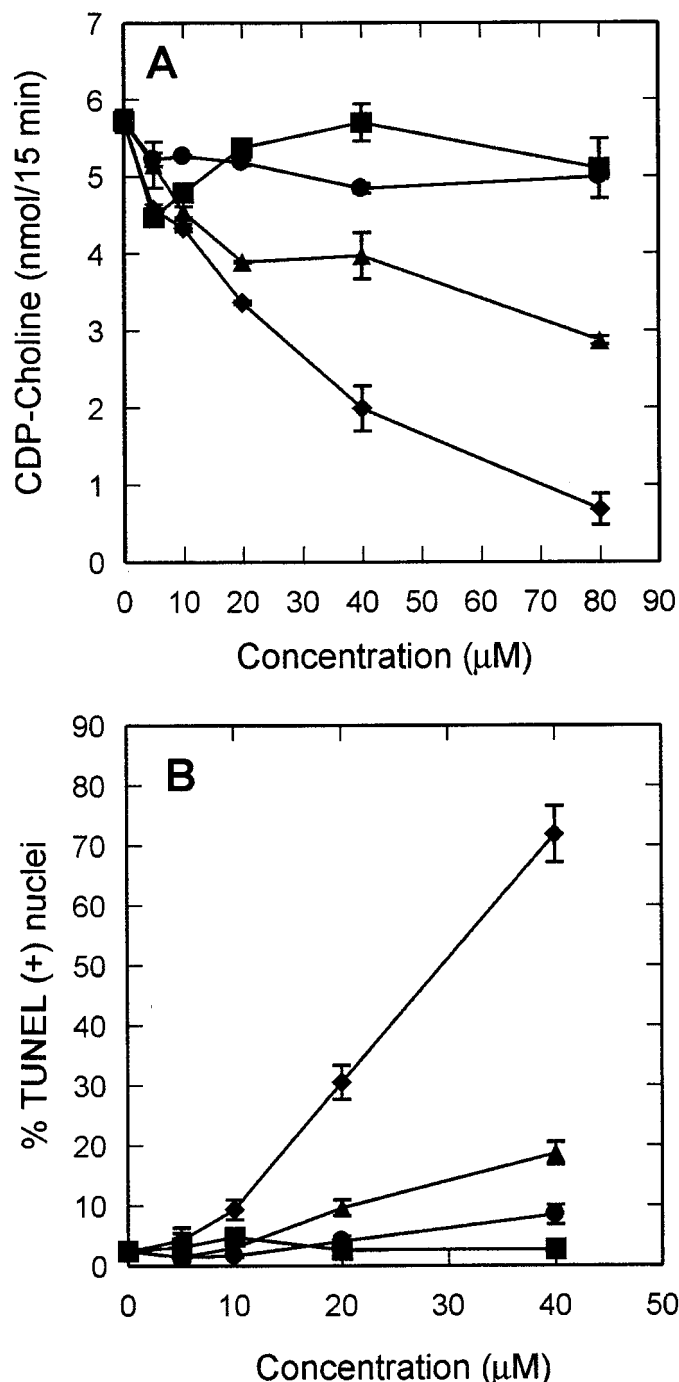 7
6
5
4
3
2
1
0
A
CDP-Choline (nmol/15 min)
0 10 20 30 40 50 60 70 80 90
Concentration (μM)
90
80
70
60
50
40
30
20
10
0
B
% TUNEL (+) nuclei
0 10 20 30 40 50
Concentration (μM)